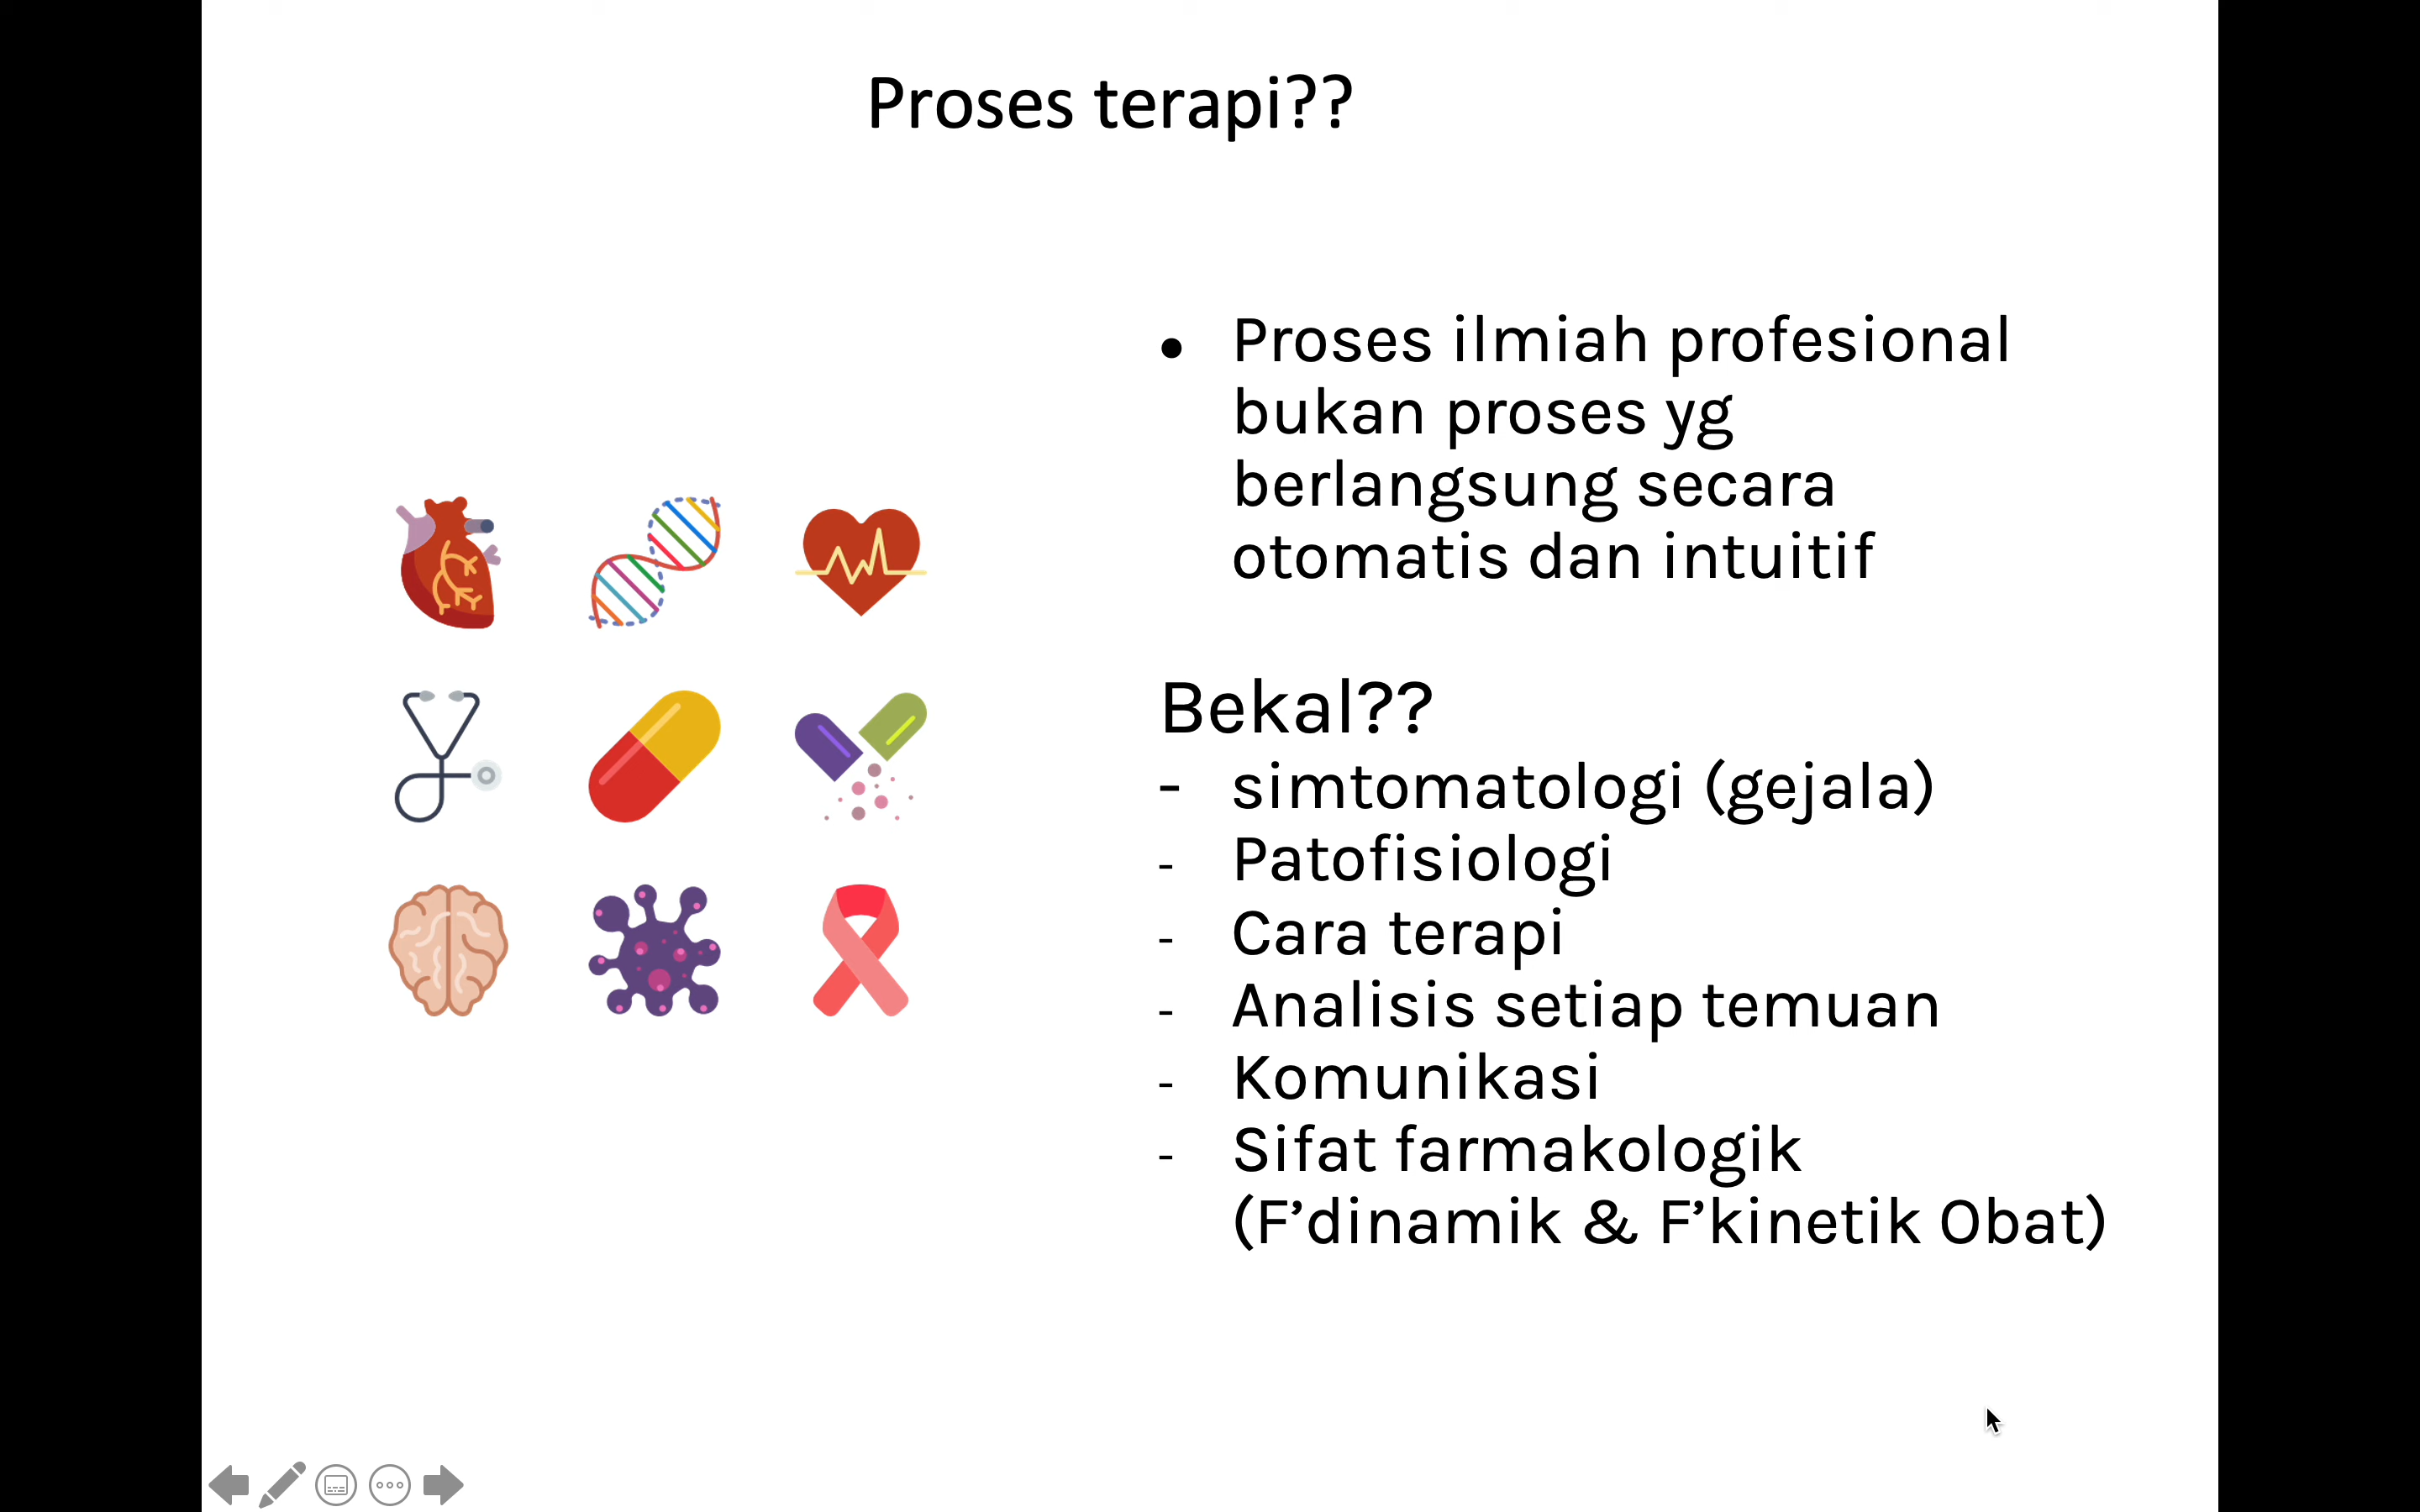 Proses terapi??
• Proses ilmiah profesional
bukan proses yg
berlangsung secara
otomatis dan intuitif
Bekal??
- simtomatologi (gejala)
- Patofisiologi
- Cara terapi
- Analisis setiap temuan
- Komunikasi
- Sifat farmakologik
(F’dinamik & F’kinetik Obat)